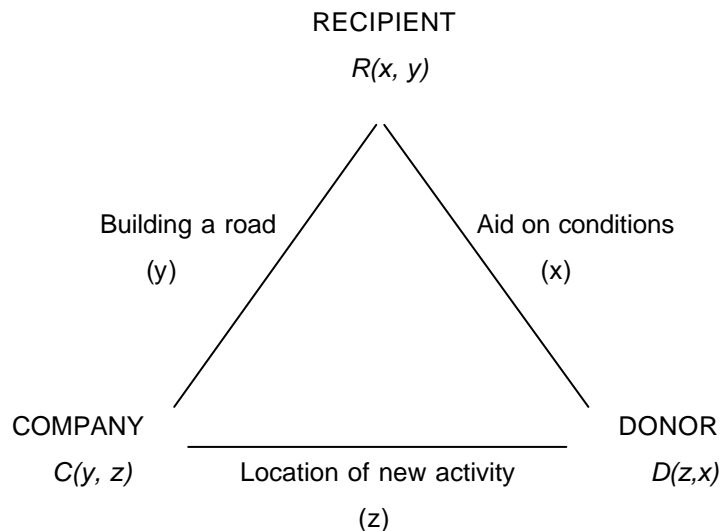 RECIPIENT
R(x, y)
Building a road
(y)
Aid on conditions
(x)
COMPANY
C(y, z)
DONOR
D(z,x)
Location of new activity
(z)